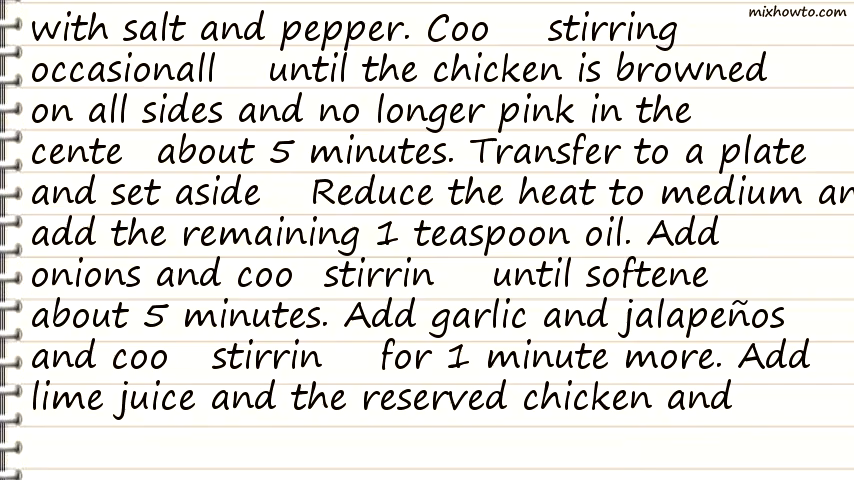 mixhowto.com
with salt and pepper. Coo stirring
occasionall until the chicken is browned
on all sides and no longer pink in the
cente about 5 minutes. Transfer to a plate
and set aside Reduce the heat to medium an
add the remaining 1 teaspoon oil. Add
onions and coo stirrin until softene
about 5 minutes. Add garlic and jalapeños
and coo stirrin for 1 minute more. Add
lime juice and the reserved chicken and